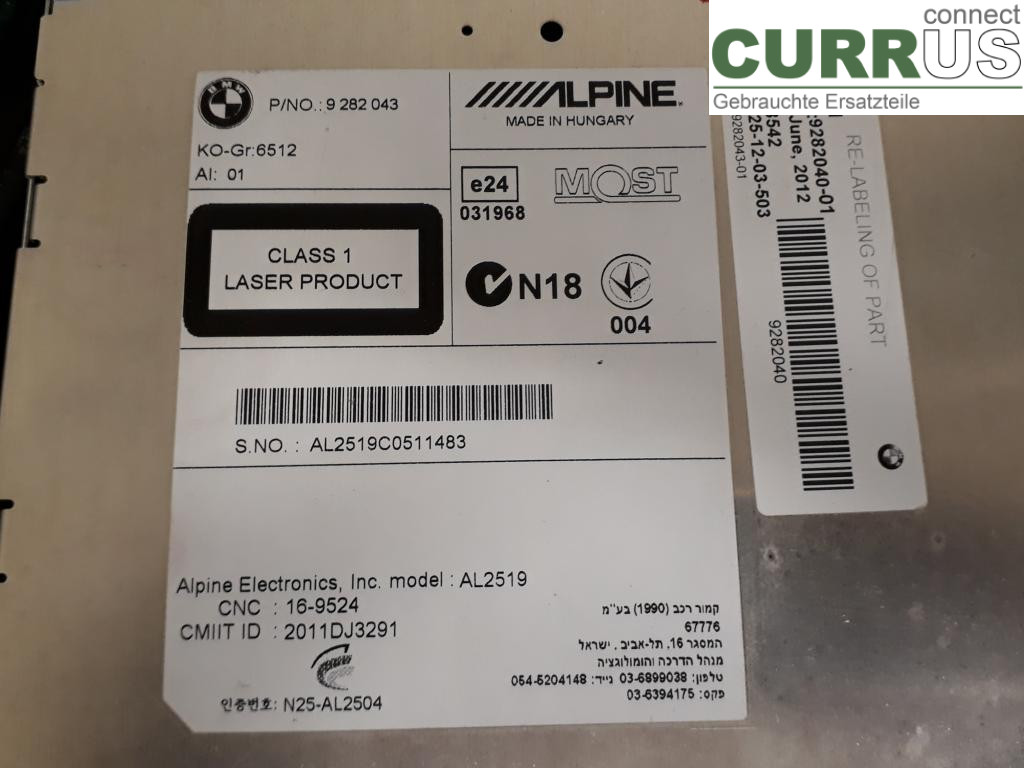 connect
CURRUS
Gebrauchte Ersatzteile
BMW
P/NO.: 9 282 043
KO-Gr:6512
AI: 01
ALPINE
MADE IN HUNGARY
CLASS 1
LASER PRODUCT
e24
031968
MOST
N18
004
S.NO. : AL2519C0511483
Alpine Electronics, Inc. model : AL2519
CNC : 16-9524
CMIIT ID : 2011DJ3291
인증번호: N25-AL2504
קמור רכב (1990) בע"מ
67776
המסגר 16, תל-אביב, ישראל
מנהל הדרכה והומולוגציה
טלפון: 03-6899038 נייד: 054-5204148
פקס: 03-6394175
RE-LABELING OF PART
9282040-01
June, 2012
3542
25-12-03-503
9282043-01
9282040